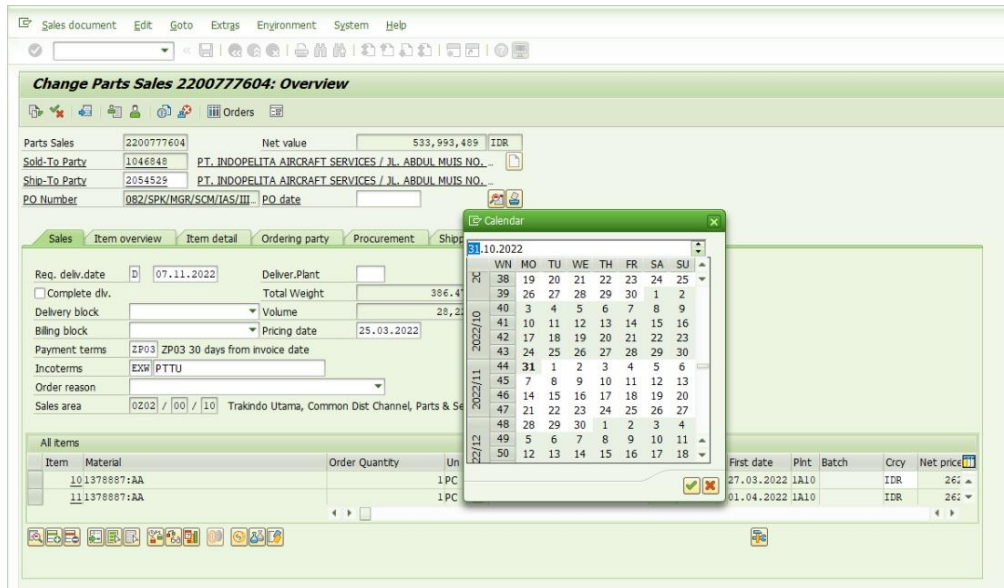 Sales document Edit Goto Extras Environment System Help
Change Parts Sales 2200777604: Overview
Orders
Parts Sales 2200777604 Net value 533,993,489 IDR
Sold-To Party 1046848 PT. INDOPELITA AIRCRAFT SERVICES / JL. ABDUL MUIS NO. ...
Ship-To Party 2054529 PT. INDOPELITA AIRCRAFT SERVICES / JL. ABDUL MUIS NO. ...
PO Number 082/SPK/MGR/SCM/IAS/III... PO date
Sales Item overview Item detail Ordering party Procurement Shipp
Req. deliv.date D 07.11.2022 Deliver.Plant
Complete dlv. Total Weight 386.4
Delivery block Volume 28,2
Billing block Pricing date 25.03.2022
Payment terms ZP03 ZP03 30 days from invoice date
Incoterms EXW PTTU
Order reason
Sales area 0Z02 / 00 / 10 Trakindo Utama, Common Dist Channel, Parts & Se
Calendar
31.10.2022
WN MO TU WE TH FR SA SU
38 19 20 21 22 23 24 25
39 26 27 28 29 30 1 2
40 3 4 5 6 7 8 9
2022/10 41 10 11 12 13 14 15 16
42 17 18 19 20 21 22 23
43 24 25 26 27 28 29 30
44 31 1 2 3 4 5 6
2022/11 45 7 8 9 10 11 12 13
46 14 15 16 17 18 19 20
47 21 22 23 24 25 26 27
48 28 29 30 1 2 3 4
22/12 49 5 6 7 8 9 10 11
50 12 13 14 15 16 17 18
All items
Item Material Order Quantity Un First date Plnt Batch Crcy Net price
10 1378887:AA 1 PC 27.03.2022 1A10 IDR 262
11 1378887:AA 1 PC 01.04.2022 1A10 IDR 262